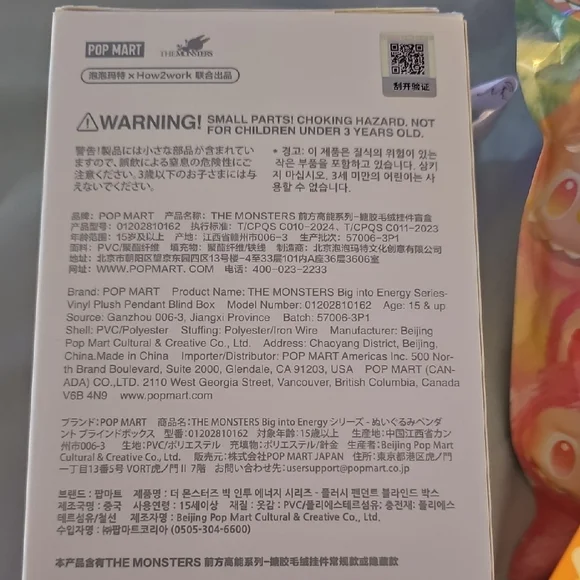 POP MART THE MONSTERS
泡泡玛特 x How2work 联合出品
刮开验证
WARNING! SMALL PARTS! CHOKING HAZARD. NOT
FOR CHILDREN UNDER 3 YEARS OLD.
警告!製品には小さな部品が含まれてい
ますので、誤飲による窒息の危険性にご
注意ください、3歳以下のお子さまには与
えないでください。
* 경고: 이 제품은 질식의 위험이 있는
작은 부품을 포함하고 있습니다. 삼키
지 마십시오, 3세 미만의 어린이는 사
용할 수 없습니다.
品牌: POP MART 产品名称: THE MONSTERS 前方高能系列-搪胶毛绒挂件盲盒
产品型号: 01202810162 执行标准: T/CPQS C010-2024、T/CPQS C011-2023
年龄范围: 15岁及以上 产地: 江西省赣州市006-3 生产批次: 57006-3P1
面料: PVC/聚酯纤维 填充物: 聚酯纤维/铁线 制造商: 北京泡泡玛特文化创意有限公司
地址: 北京市朝阳区望京东园四区13号楼-4至33层101内A座36层3606室
网址: WWW.POPMART.COM 电话: 400-023-2233
Brand: POP MART Product Name: THE MONSTERS Big into Energy Series-
Vinyl Plush Pendant Blind Box Model Number: 01202810162 Age: 15 & up
Source: Ganzhou 006-3, Jiangxi Province Batch: 57006-3P1
Shell: PVC/Polyester Stuffing: Polyester/Iron Wire Manufacturer: Beijing
Pop Mart Cultural & Creative Co., Ltd. Address: Chaoyang District, Beijing,
China.Made in China Importer/Distributor: POP MART Americas Inc. 500 Nor-
th Brand Boulevard, Suite 2000, Glendale, CA 91203, USA POP MART (CAN-
ADA) CO.,LTD. 2110 West Georgia Street, Vancouver, British Columbia, Canada
V6B 4N9 www.popmart.com
ブランド: POP MART 商品名: THE MONSTERS Big into Energy シリーズ - ぬいぐるみペンダ
ント ブラインドボックス 型番: 01202810162 対象年齢: 15歳以上 生産地: 中国江西省カン
州市006-3 生地: PVC/ポリエステル 充填物: ポリエステル/針金 生産者: Beijing Pop Mart
Cultural & Creative Co., Ltd. 販売元: 株式会社POP MART JAPAN 住所: 東京都港区虎ノ門
一丁目13番5号 VORT虎ノ門Ⅱ 7階 お問い合わせ先: usersupport@popmart.co.jp
브랜드: 팝마트 제품명: 더 몬스터즈 빅 인투 에너지 시리즈 - 플러시 펜던트 블라인드 박스
제조국명: 중국 사용연령: 15세이상 재질: 겉감: PVC/폴리에스테르섬유; 충전제: 폴리에스
테르섬유/철선 제조자명: Beijing Pop Mart Cultural & Creative Co., Ltd.
수입자명: ㈜팝마트코리아 (0505-304-6600)
本产品含有THE MONSTERS 前方高能系列-搪胶毛绒挂件常规款或隐藏款